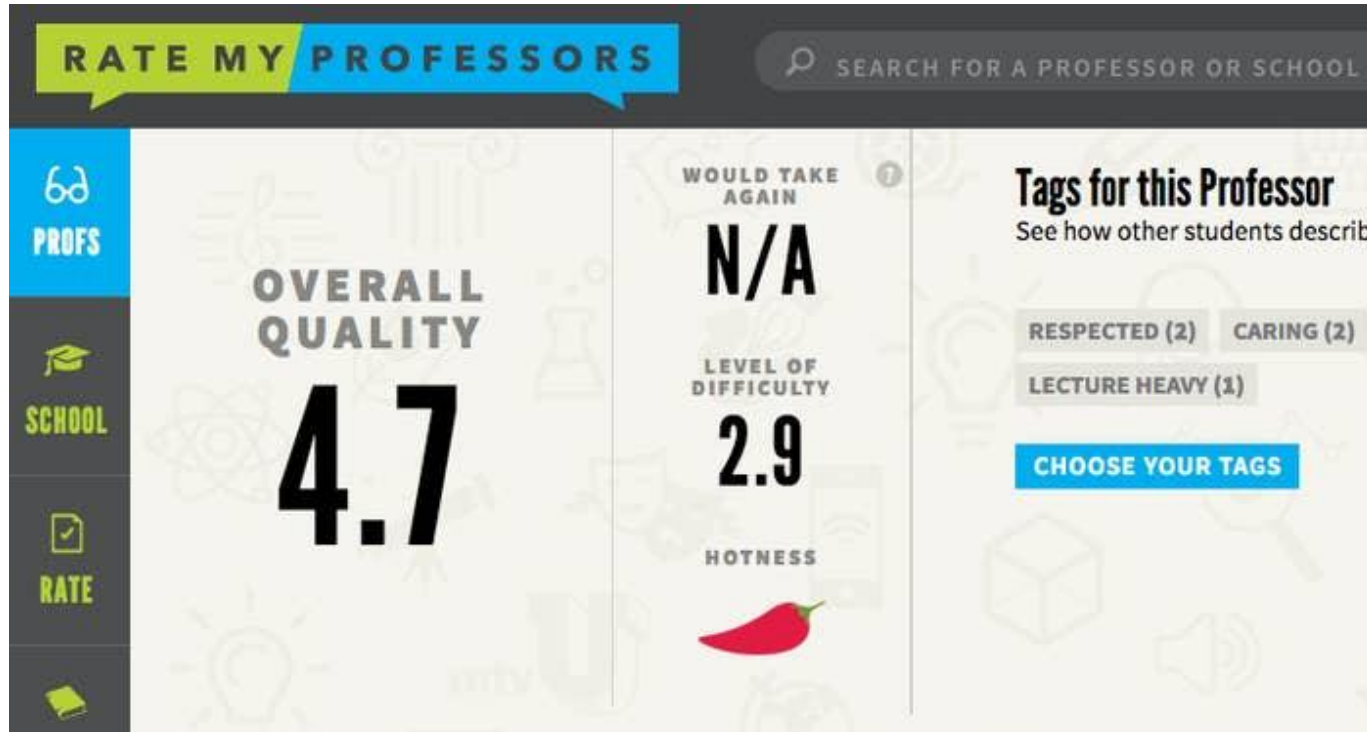 RATE MY PROFESSORS
SEARCH FOR A PROFESSOR OR SCHOOL
PROFS
SCHOOL
RATE
OVERALL
QUALITY
4.7
WOULD TAKE
AGAIN
?
N/A
LEVEL OF
DIFFICULTY
2.9
HOTNESS
Tags for this Professor
See how other students describ
RESPECTED (2) CARING (2)
LECTURE HEAVY (1)
CHOOSE YOUR TAGS
mtv U